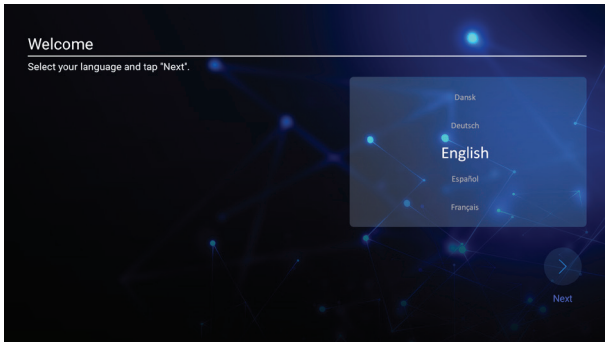 Welcome
Select your language and tap "Next".
Dansk
Deutsch
English
Español
Français
Next